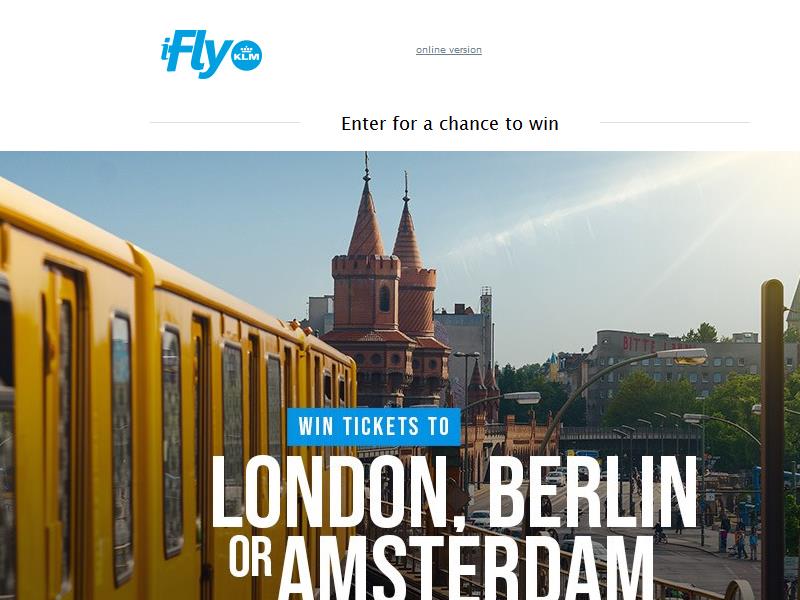 iFly KLM
online version
Enter for a chance to win
BITTE
WIN TICKETS TO
LONDON, BERLIN
OR AMSTERDAM